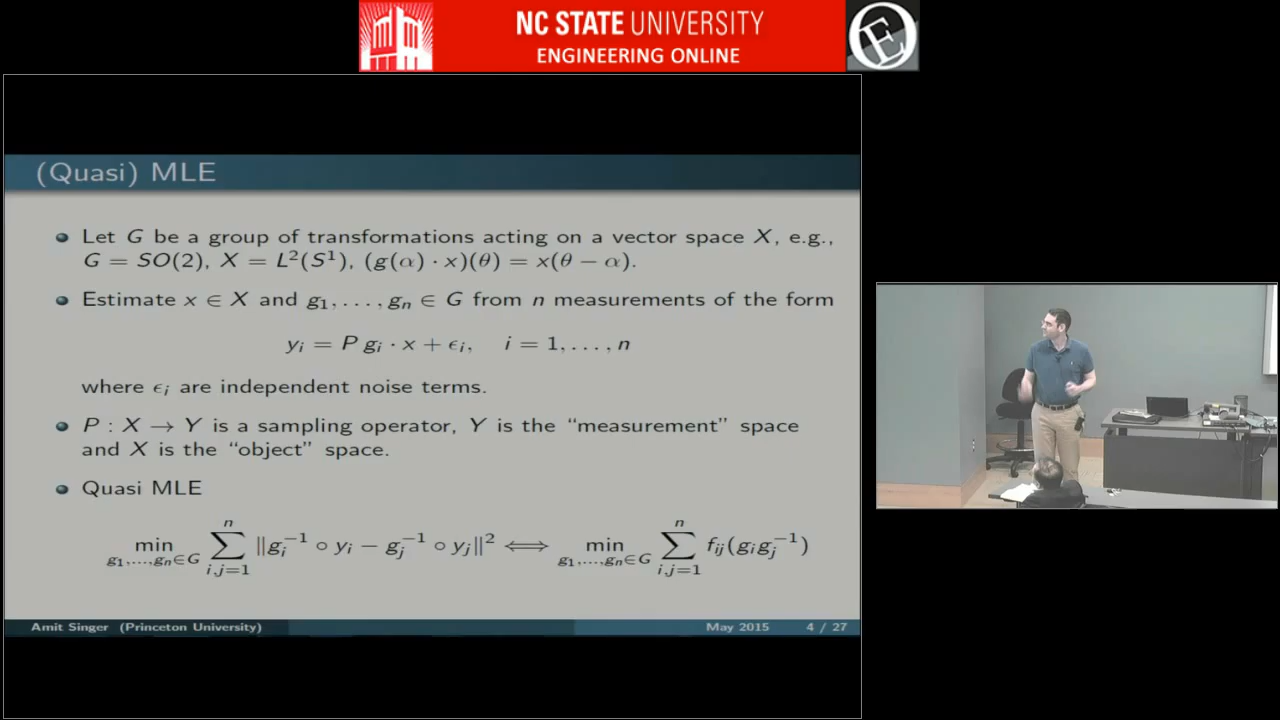 NC STATE UNIVERSITY
ENGINEERING ONLINE
(Quasi) MLE
Let G be a group of transformations acting on a vector space X, e.g.,
G = SO(2), X = L²(S¹), (g(α) · x)(θ) = x(θ − α).
Estimate x ∈ X and g₁, . . . , gₙ ∈ G from n measurements of the form
yᵢ = P gᵢ · x + ϵᵢ, i = 1, . . . , n
where ϵᵢ are independent noise terms.
P : X → Y is a sampling operator, Y is the “measurement” space
and X is the “object” space.
Quasi MLE
min_{g₁,...,gₙ∈G} ∑_{i,j=1}^{n} ‖gᵢ⁻¹ ∘ yᵢ − gⱼ⁻¹ ∘ yⱼ‖² ⟺ min_{g₁,...,gₙ∈G} ∑_{i,j=1}^{n} fᵢⱼ(gᵢgⱼ⁻¹)
Amit Singer (Princeton University) May 2015 4 / 27